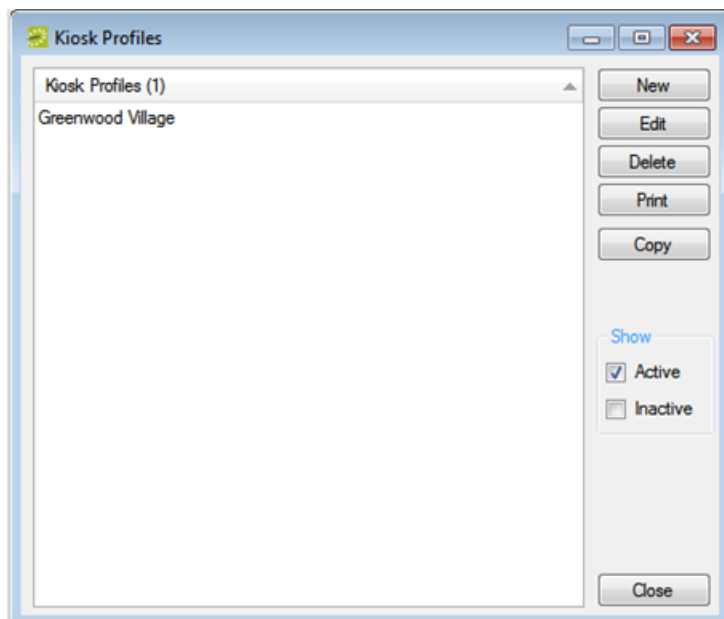 Kiosk Profiles
Kiosk Profiles (1)
Greenwood Village
New
Edit
Delete
Print
Copy
Show
Active
Inactive
Close